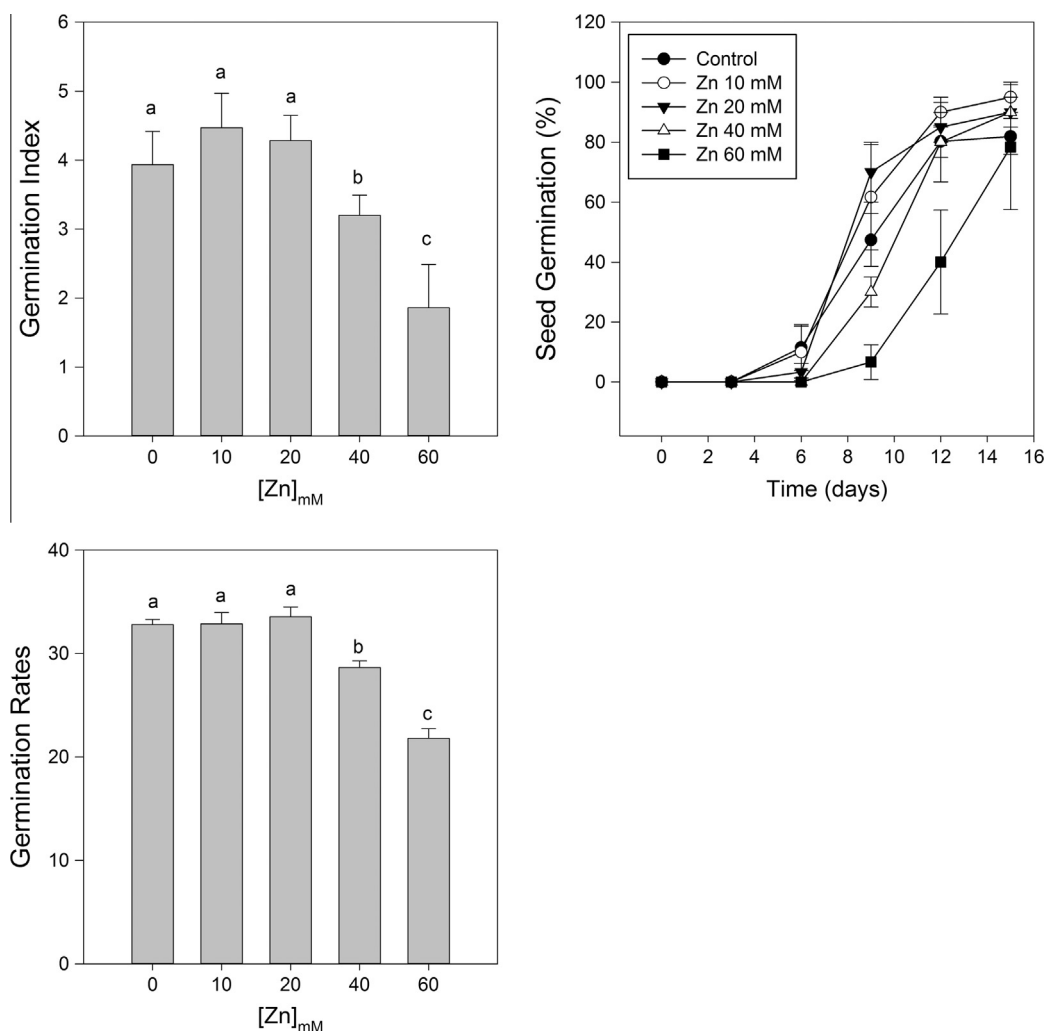 Germination Index
6
5
4
3
2
1
0
a
a
a
b
c
0 10 20 40 60
[Zn]mM
Seed Germination (%)
120
100
80
60
40
20
0
Control
Zn 10 mM
Zn 20 mM
Zn 40 mM
Zn 60 mM
0 2 4 6 8 10 12 14 16
Time (days)
Germination Rates
40
30
20
10
0
a
a
a
b
c
0 10 20 40 60
[Zn]mM